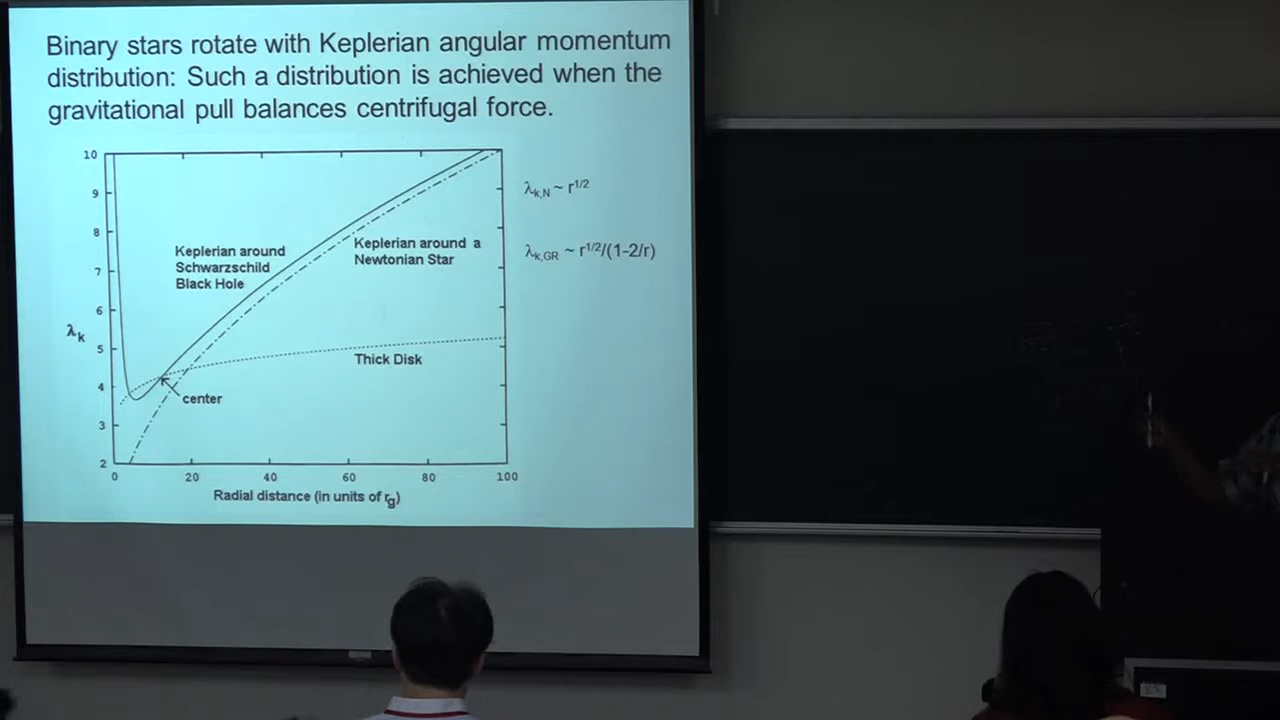 Binary stars rotate with Keplerian angular momentum
distribution: Such a distribution is achieved when the
gravitational pull balances centrifugal force.
10
9
8
7
6
5
4
3
2
λk
Keplerian around
Schwarzschild
Black Hole
Keplerian around a
Newtonian Star
Thick Disk
center
0 20 40 60 80 100
Radial distance (in units of rg)
λk,N ~ r1/2
λk,GR ~ r1/2/(1-2/r)